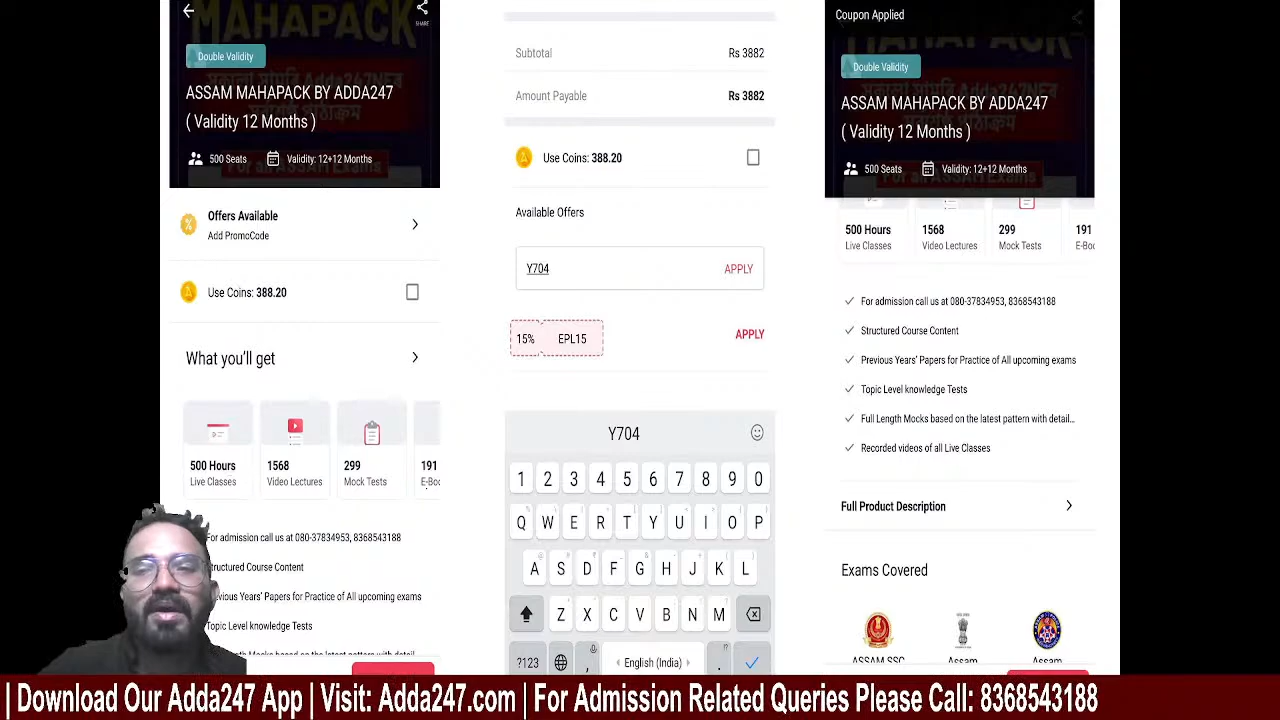 SHARE
Double Validity
ASSAM MAHAPACK BY ADDA247
( Validity 12 Months )
500 Seats
Validity: 12+12 Months
Offers Available
Add PromoCode
Use Coins: 388.20
What you'll get
500 Hours
Live Classes
1568
Video Lectures
299
Mock Tests
191
E-Boo
For admission call us at 080-37834953, 8368543188
tructured Course Content
vious Years' Papers for Practice of All upcoming exams
Topic Level knowledge Tests
Subtotal
Rs 3882
Amount Payable
Rs 3882
Use Coins: 388.20
Available Offers
Y704
APPLY
15%
EPL15
APPLY
Y704
1 2 3 4 5 6 7 8 9 0
Q W E R T Y U I O P
A S D F G H J K L
Z X C V B N M
?123
,
English (India)
.
Coupon Applied
Double Validity
ASSAM MAHAPACK BY ADDA247
( Validity 12 Months )
500 Seats
Validity: 12+12 Months
500 Hours
Live Classes
1568
Video Lectures
299
Mock Tests
191
E-Boc
For admission call us at 080-37834953, 8368543188
Structured Course Content
Previous Years' Papers for Practice of All upcoming exams
Topic Level knowledge Tests
Full Length Mocks based on the latest pattern with detail...
Recorded videos of all Live Classes
Full Product Description
Exams Covered
ASSAM SSC
Assam
Assam
| Download Our Adda247 App | Visit: Adda247.com | For Admission Related Queries Please Call: 8368543188